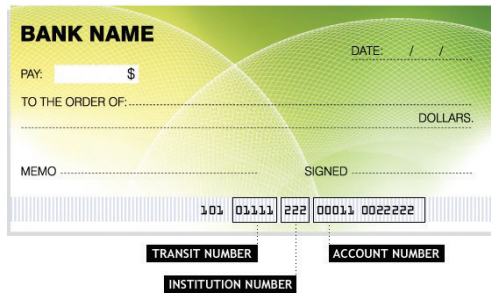 BANK NAME
DATE: / /
PAY: $
TO THE ORDER OF:
DOLLARS.
MEMO SIGNED
101 01111 222 00011 0022222
TRANSIT NUMBER ACCOUNT NUMBER
INSTITUTION NUMBER